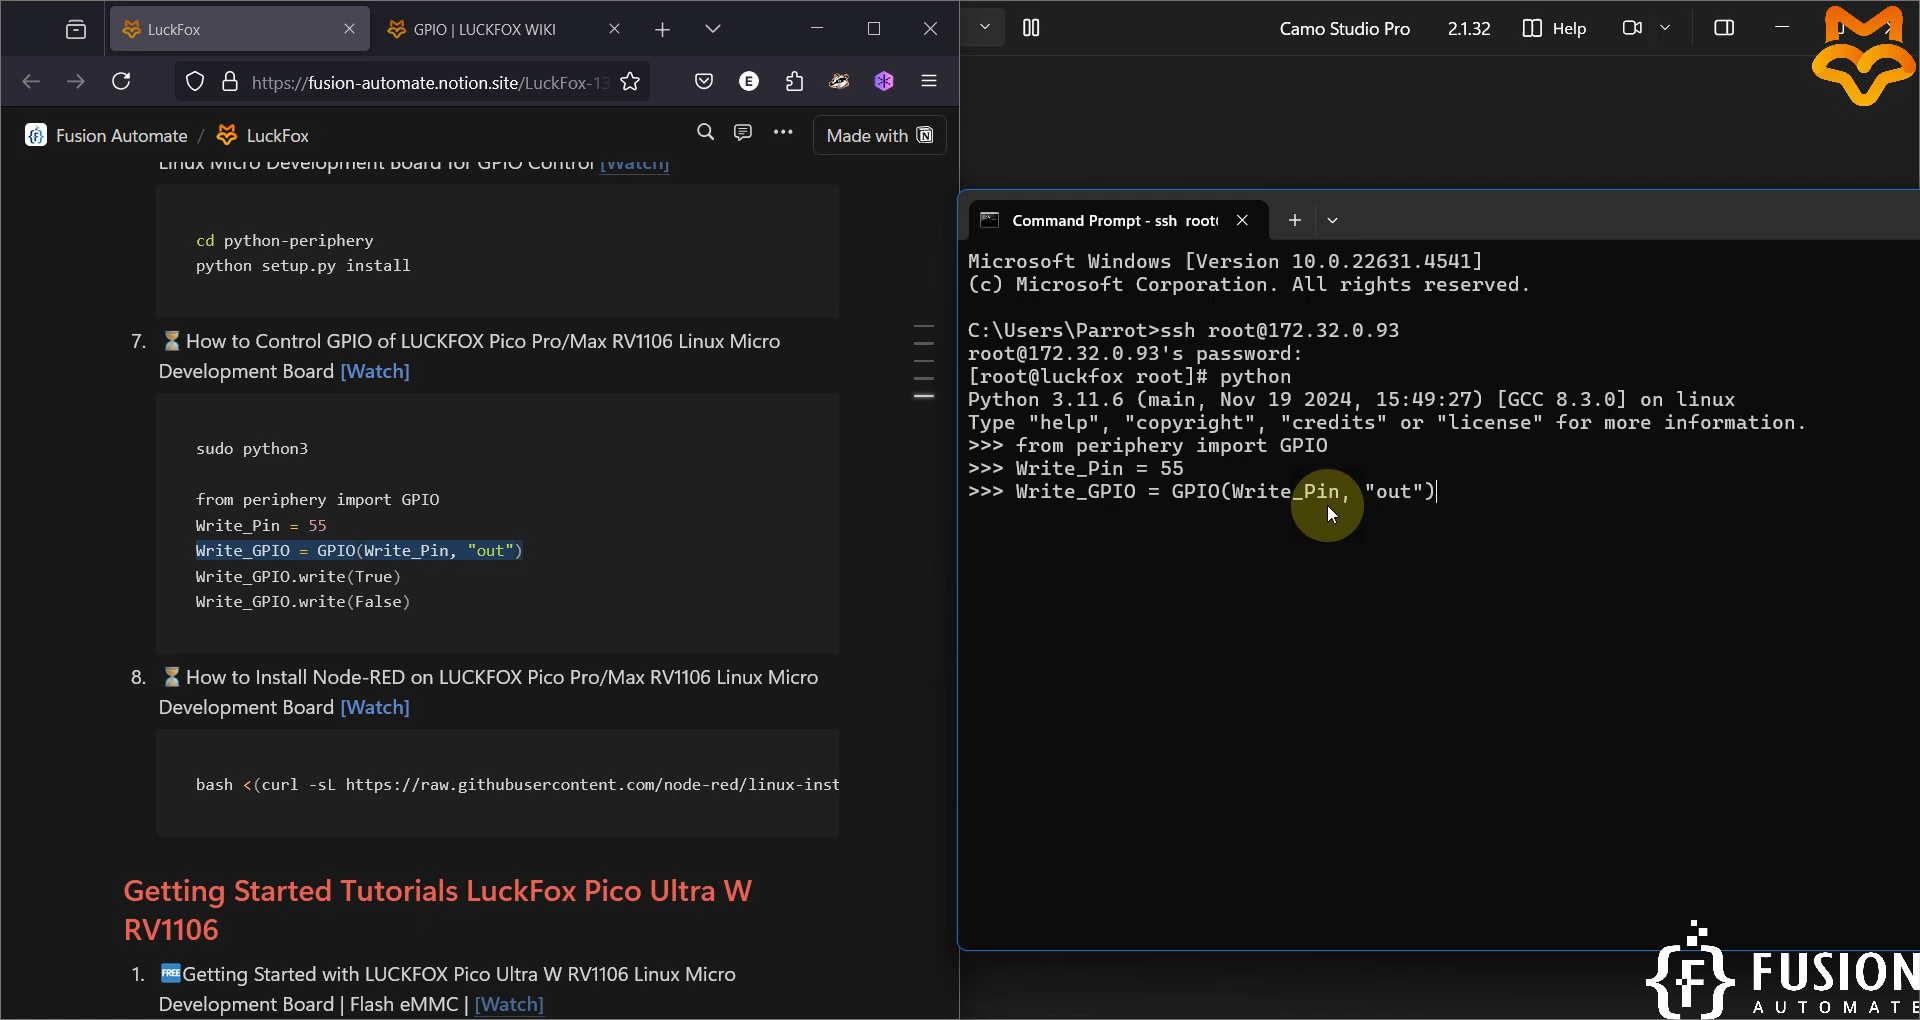 LuckFox
GPIO | LUCKFOX WIKI
https://fusion-automate.notion.site/LuckFox-13
E
Fusion Automate / LuckFox
Made with
Linux Micro Development Board for GPIO Control [Watch]
cd python-periphery
python setup.py install
7. ⏳How to Control GPIO of LUCKFOX Pico Pro/Max RV1106 Linux Micro
Development Board [Watch]
sudo python3
from periphery import GPIO
Write_Pin = 55
Write_GPIO = GPIO(Write_Pin, "out")
Write_GPIO.write(True)
Write_GPIO.write(False)
8. ⏳How to Install Node-RED on LUCKFOX Pico Pro/Max RV1106 Linux Micro
Development Board [Watch]
bash <(curl -sL https://raw.githubusercontent.com/node-red/linux-inst
Getting Started Tutorials LuckFox Pico Ultra W
RV1106
1. 🆓Getting Started with LUCKFOX Pico Ultra W RV1106 Linux Micro
Development Board | Flash eMMC | [Watch]
Camo Studio Pro 2.1.32 Help
Command Prompt - ssh root(
Microsoft Windows [Version 10.0.22631.4541]
(c) Microsoft Corporation. All rights reserved.
C:\Users\Parrot>ssh root@172.32.0.93
root@172.32.0.93's password:
[root@luckfox root]# python
Python 3.11.6 (main, Nov 19 2024, 15:49:27) [GCC 8.3.0] on linux
Type "help", "copyright", "credits" or "license" for more information.
>>> from periphery import GPIO
>>> Write_Pin = 55
>>> Write_GPIO = GPIO(Write_Pin, "out")
FUSION
AUTOMATE